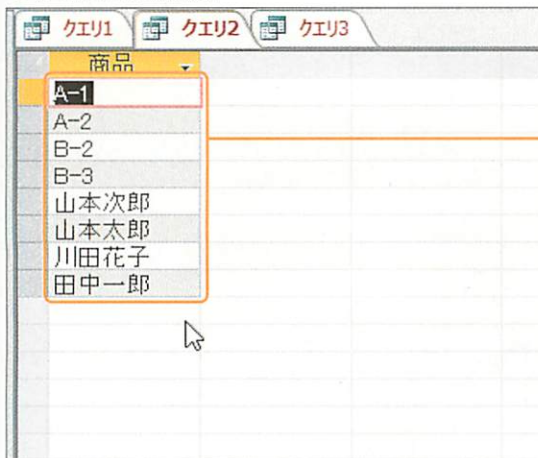 クエリ1 クエリ2 クエリ3
商品
A-1
A-2
B-2
B-3
山本次郎
山本太郎
川田花子
田中一郎